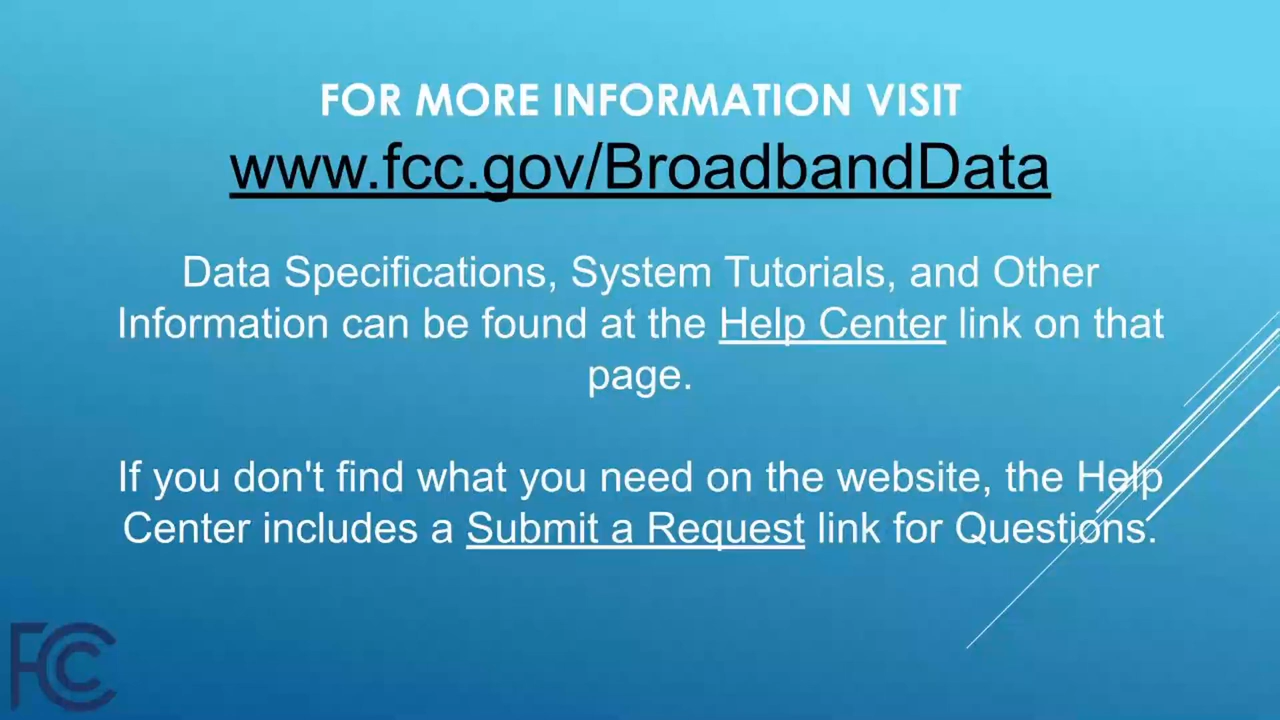 FOR MORE INFORMATION VISIT
www.fcc.gov/BroadbandData
Data Specifications, System Tutorials, and Other
Information can be found at the Help Center link on that
page.
If you don't find what you need on the website, the Help
Center includes a Submit a Request link for Questions.
FCC